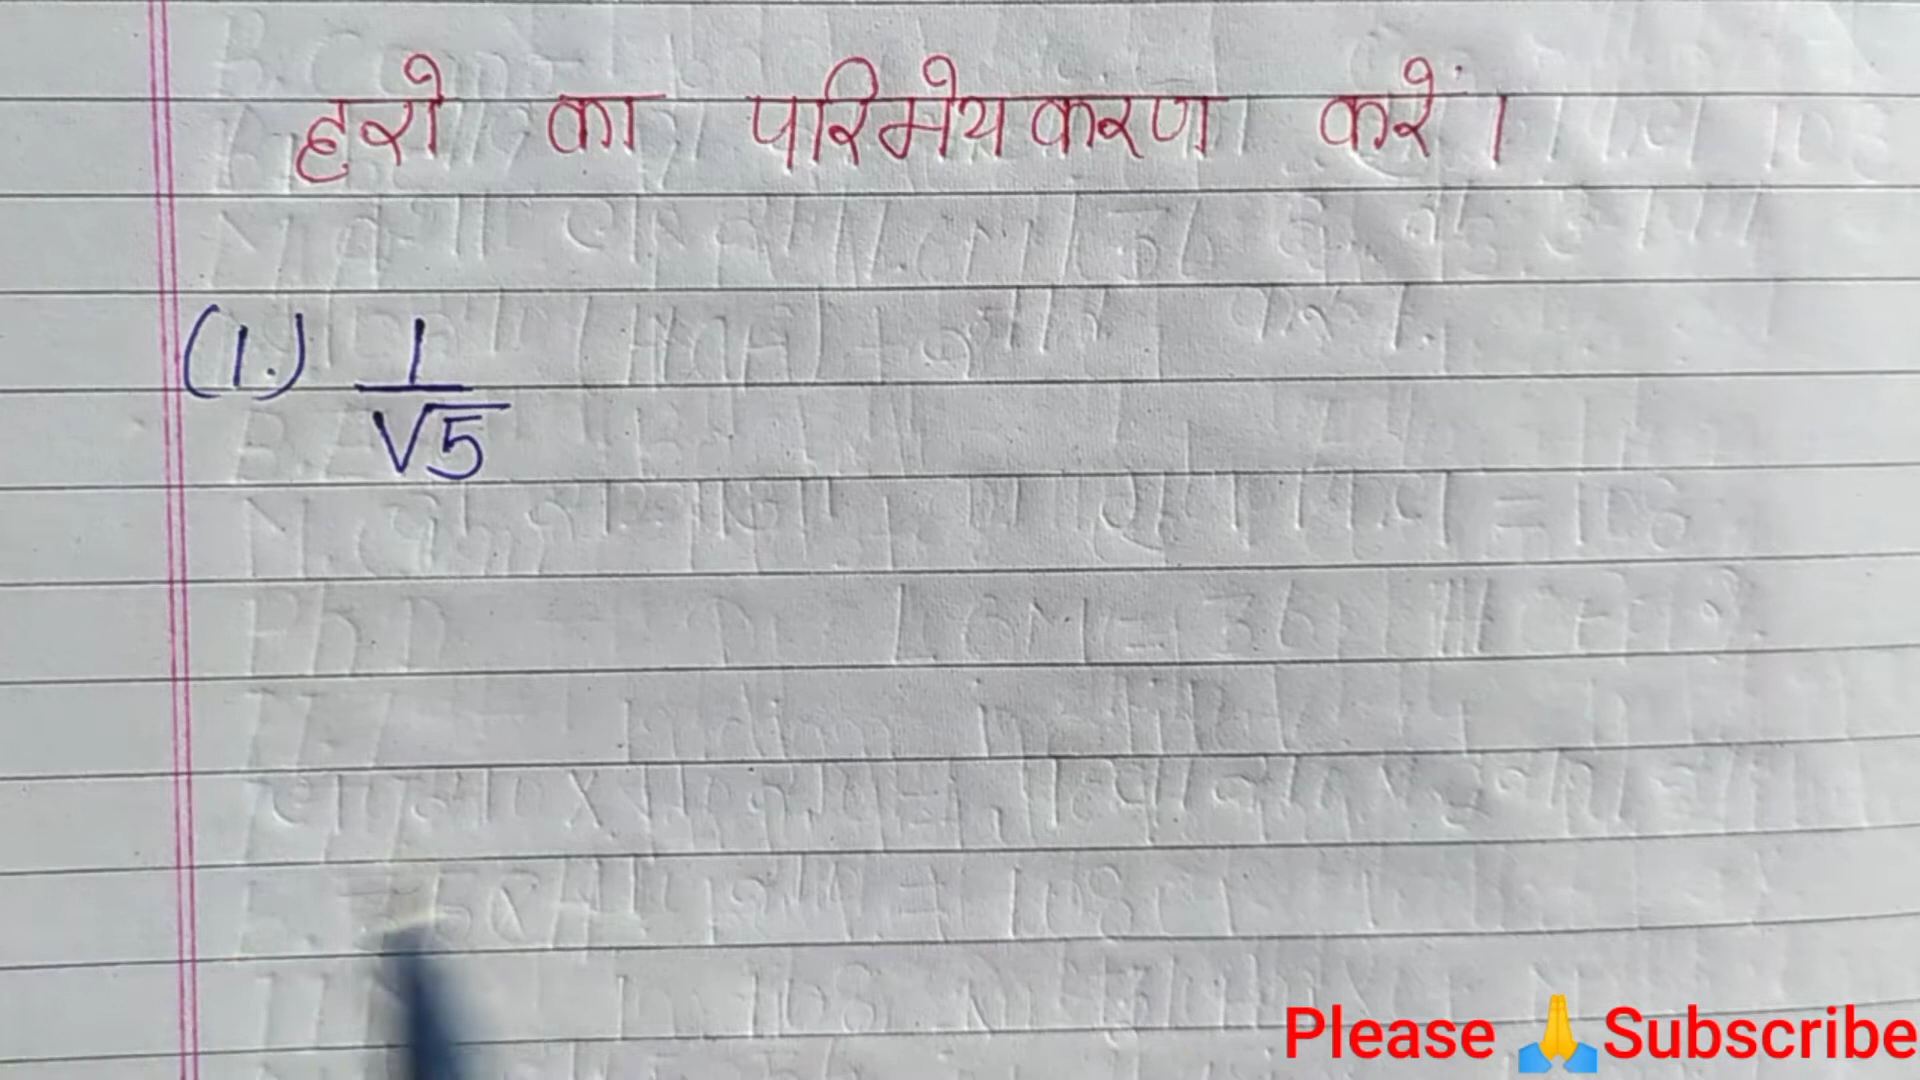 हरो का परिमेयकरण करें।
(1.) 1/√5
Please 🙏 Subscribe